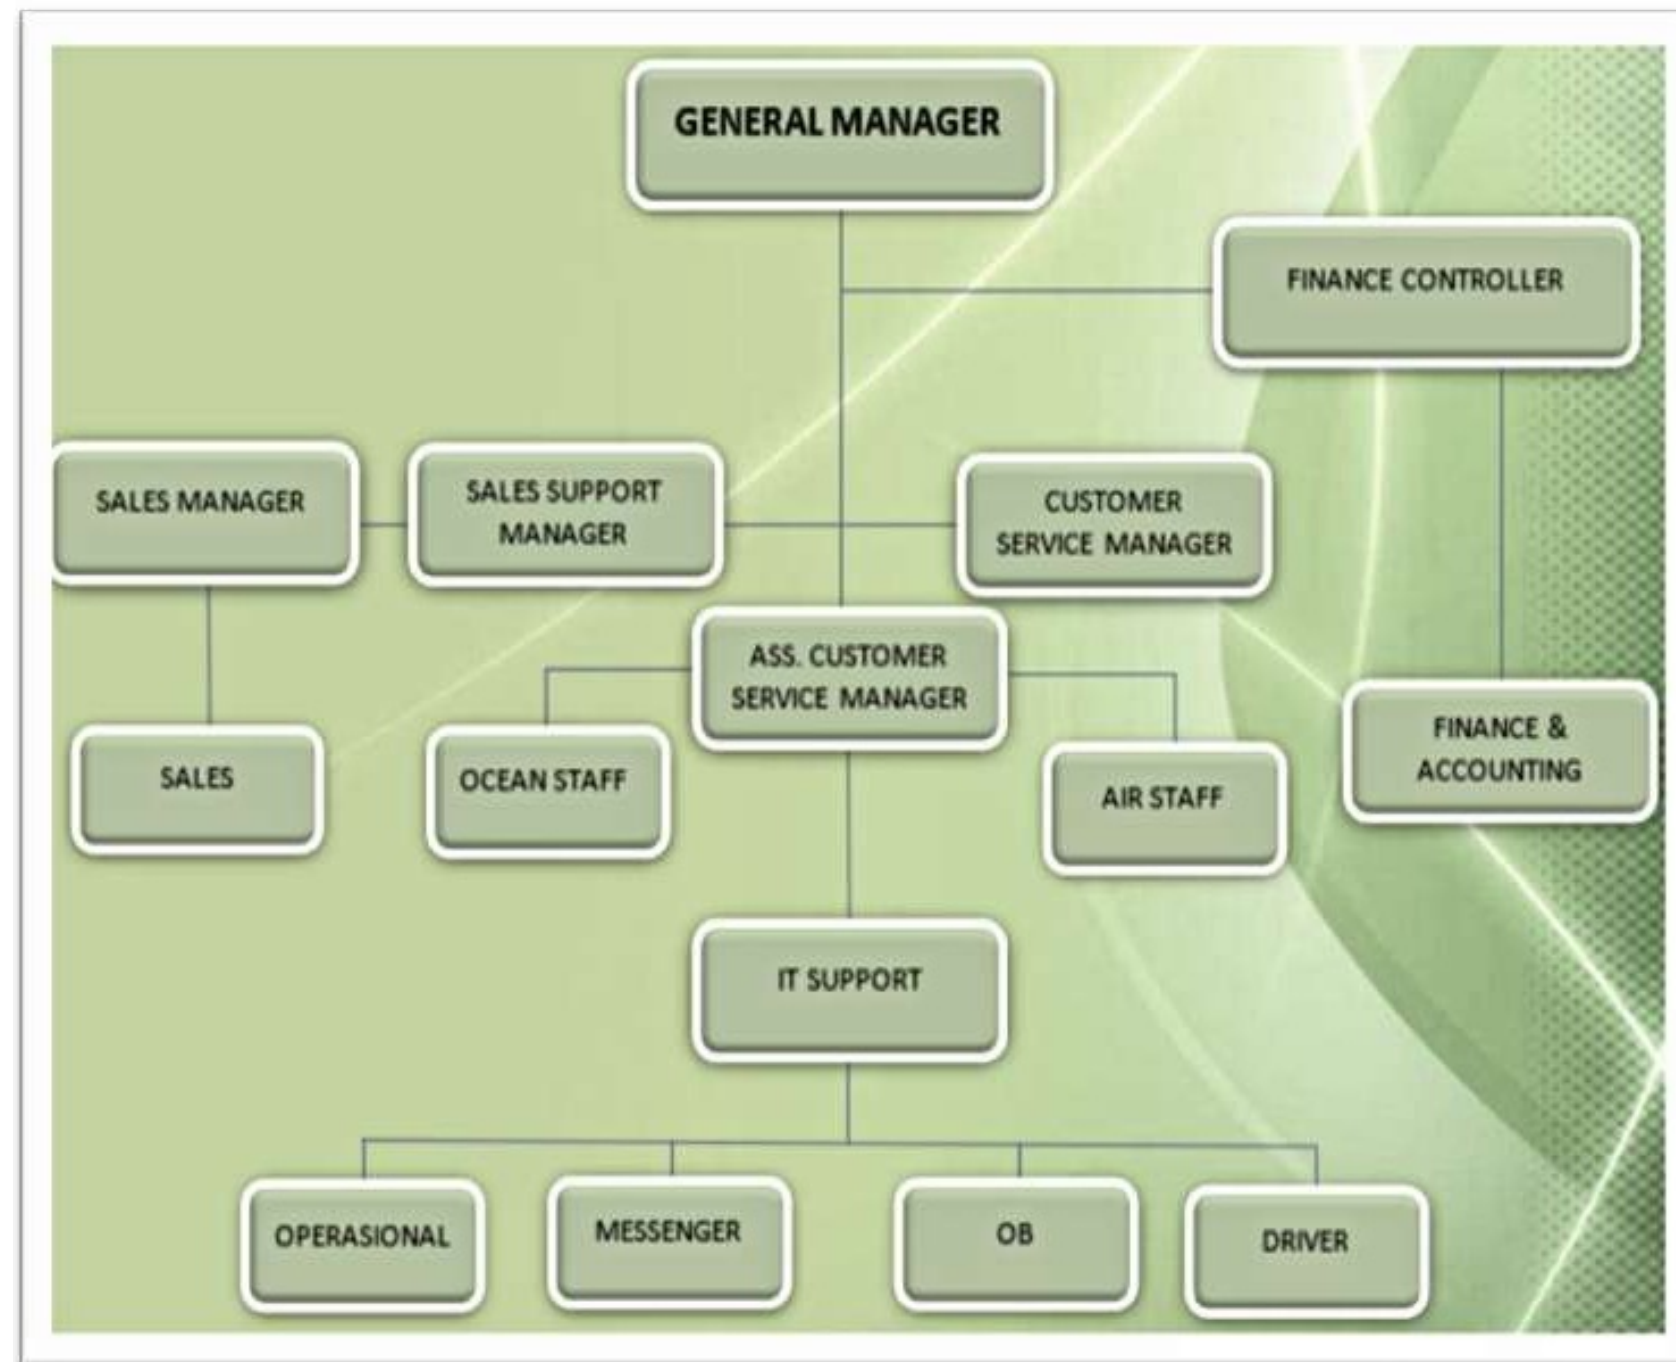 GENERAL MANAGER
FINANCE CONTROLLER
SALES MANAGER
SALES SUPPORT
MANAGER
CUSTOMER
SERVICE MANAGER
ASS. CUSTOMER
SERVICE MANAGER
SALES
OCEAN STAFF
AIR STAFF
FINANCE &
ACCOUNTING
IT SUPPORT
OPERASIONAL
MESSENGER
OB
DRIVER